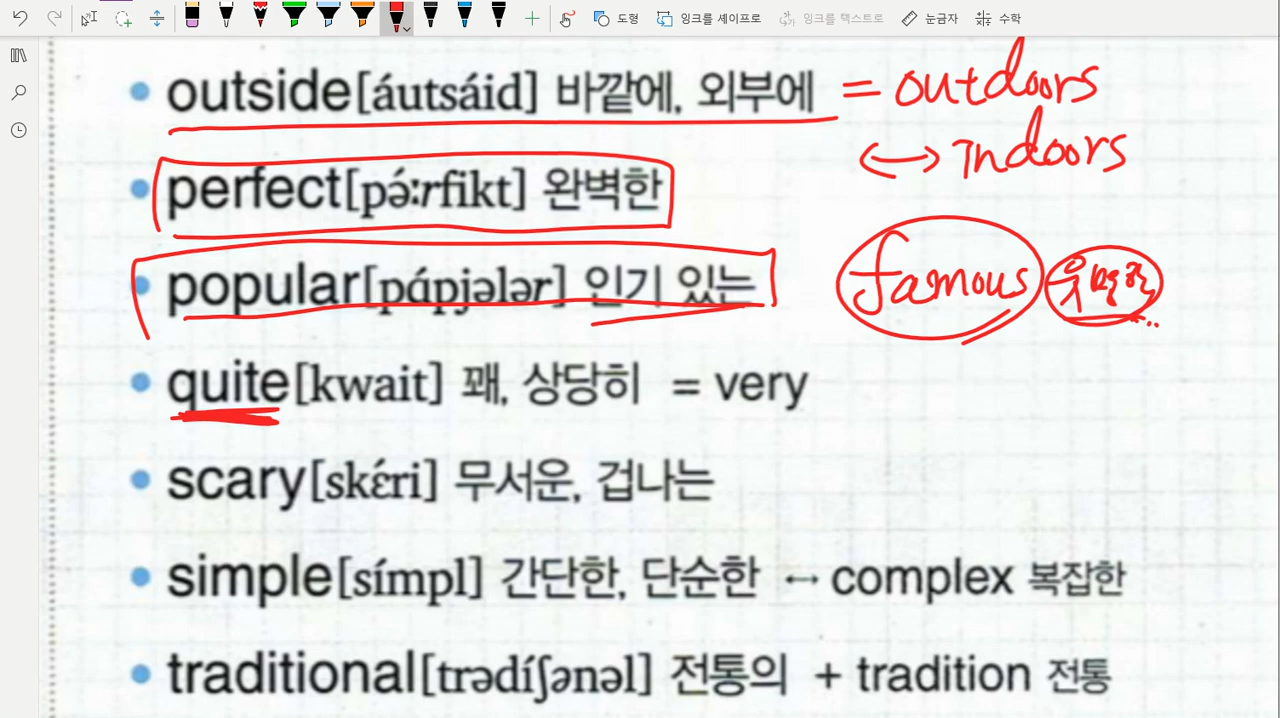 도형 잉크를 셰이프로 잉크를 텍스트로 눈금자 수학
outside[áutsáid] 바깥에, 외부에 = outdoors
↔ Indoors
perfect[pə́ːrfikt] 완벽한
popular[pɑ́pjələr] 인기 있는 famous 유명한
quite[kwait] 꽤, 상당히 = very
scary[skέri] 무서운, 겁나는
simple[símpl] 간단한, 단순한 ↔ complex 복잡한
traditional[trədíʃənəl] 전통의 + tradition 전통